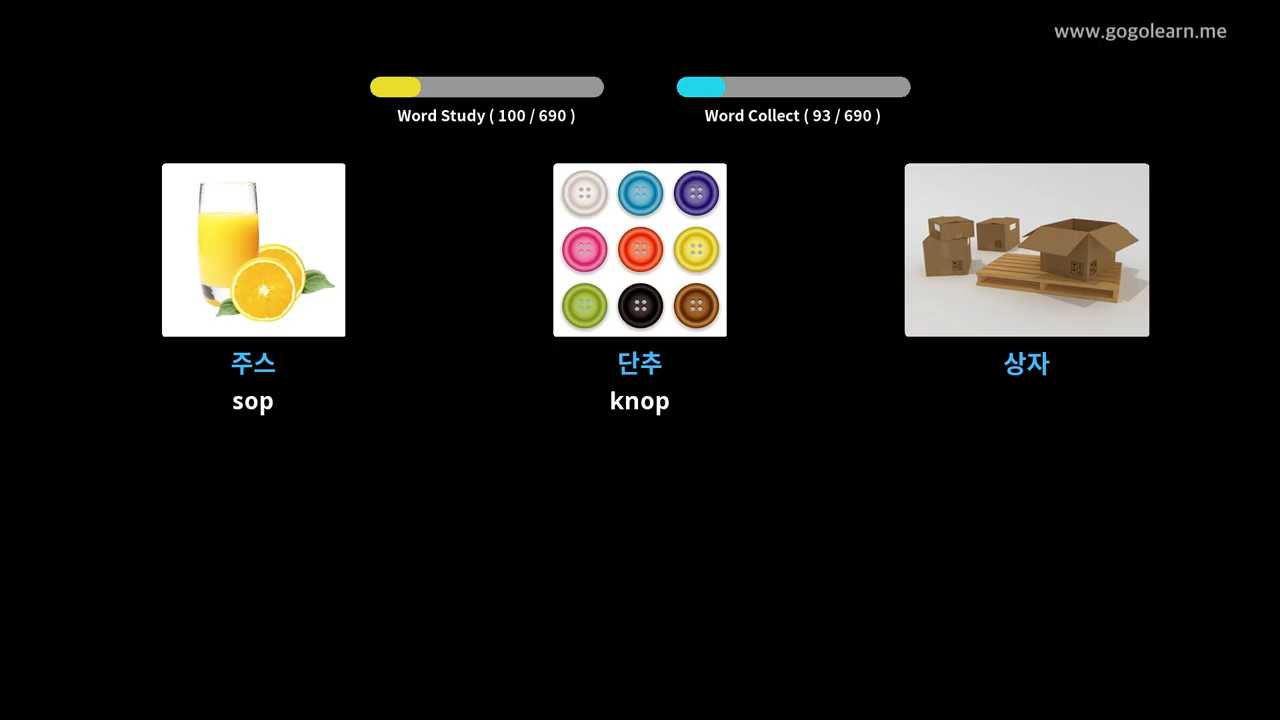 www.gogolearn.me
Word Study ( 100 / 690 )
Word Collect ( 93 / 690 )
주스
단추
상자
sop
knop